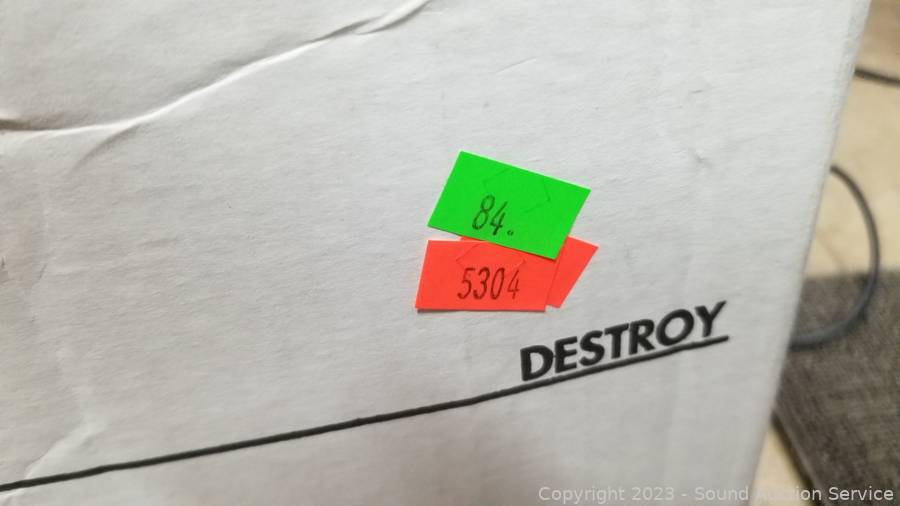 84.
5304
DESTROY
Copyright 2023 - Sound Auction Service